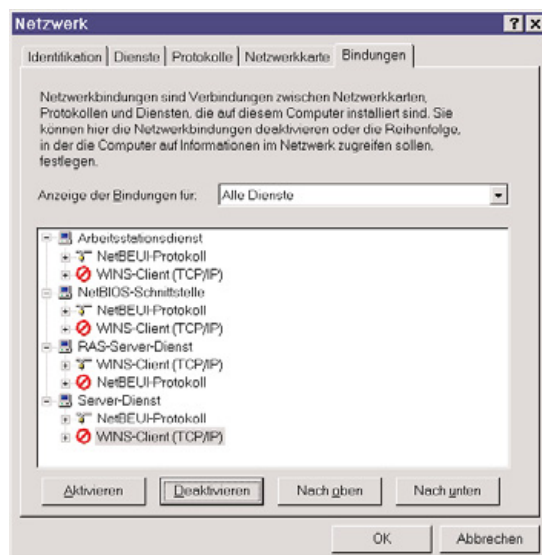 Netzwerk
Identifikation Dienste Protokolle Netzwerkkarte Bindungen
Netzwerkbindungen sind Verbindungen zwischen Netzwerkkarten,
Protokollen und Diensten, die auf diesem Computer installiert sind. Sie
können hier die Netzwerkbindungen deaktivieren oder die Reihenfolge,
in der die Computer auf Informationen im Netzwerk zugreifen sollen,
festlegen.
Anzeige der Bindungen für: Alle Dienste
Arbeitsstationsdienst
NetBEUI-Protokoll
WINS-Client (TCP/IP)
NetBIOS-Schnittstelle
NetBEUI-Protokoll
WINS-Client (TCP/IP)
RAS-Server-Dienst
WINS-Client (TCP/IP)
NetBEUI-Protokoll
Server-Dienst
NetBEUI-Protokoll
WINS-Client (TCP/IP)
Aktivieren Deaktivieren Nach oben Nach unten
OK Abbrechen